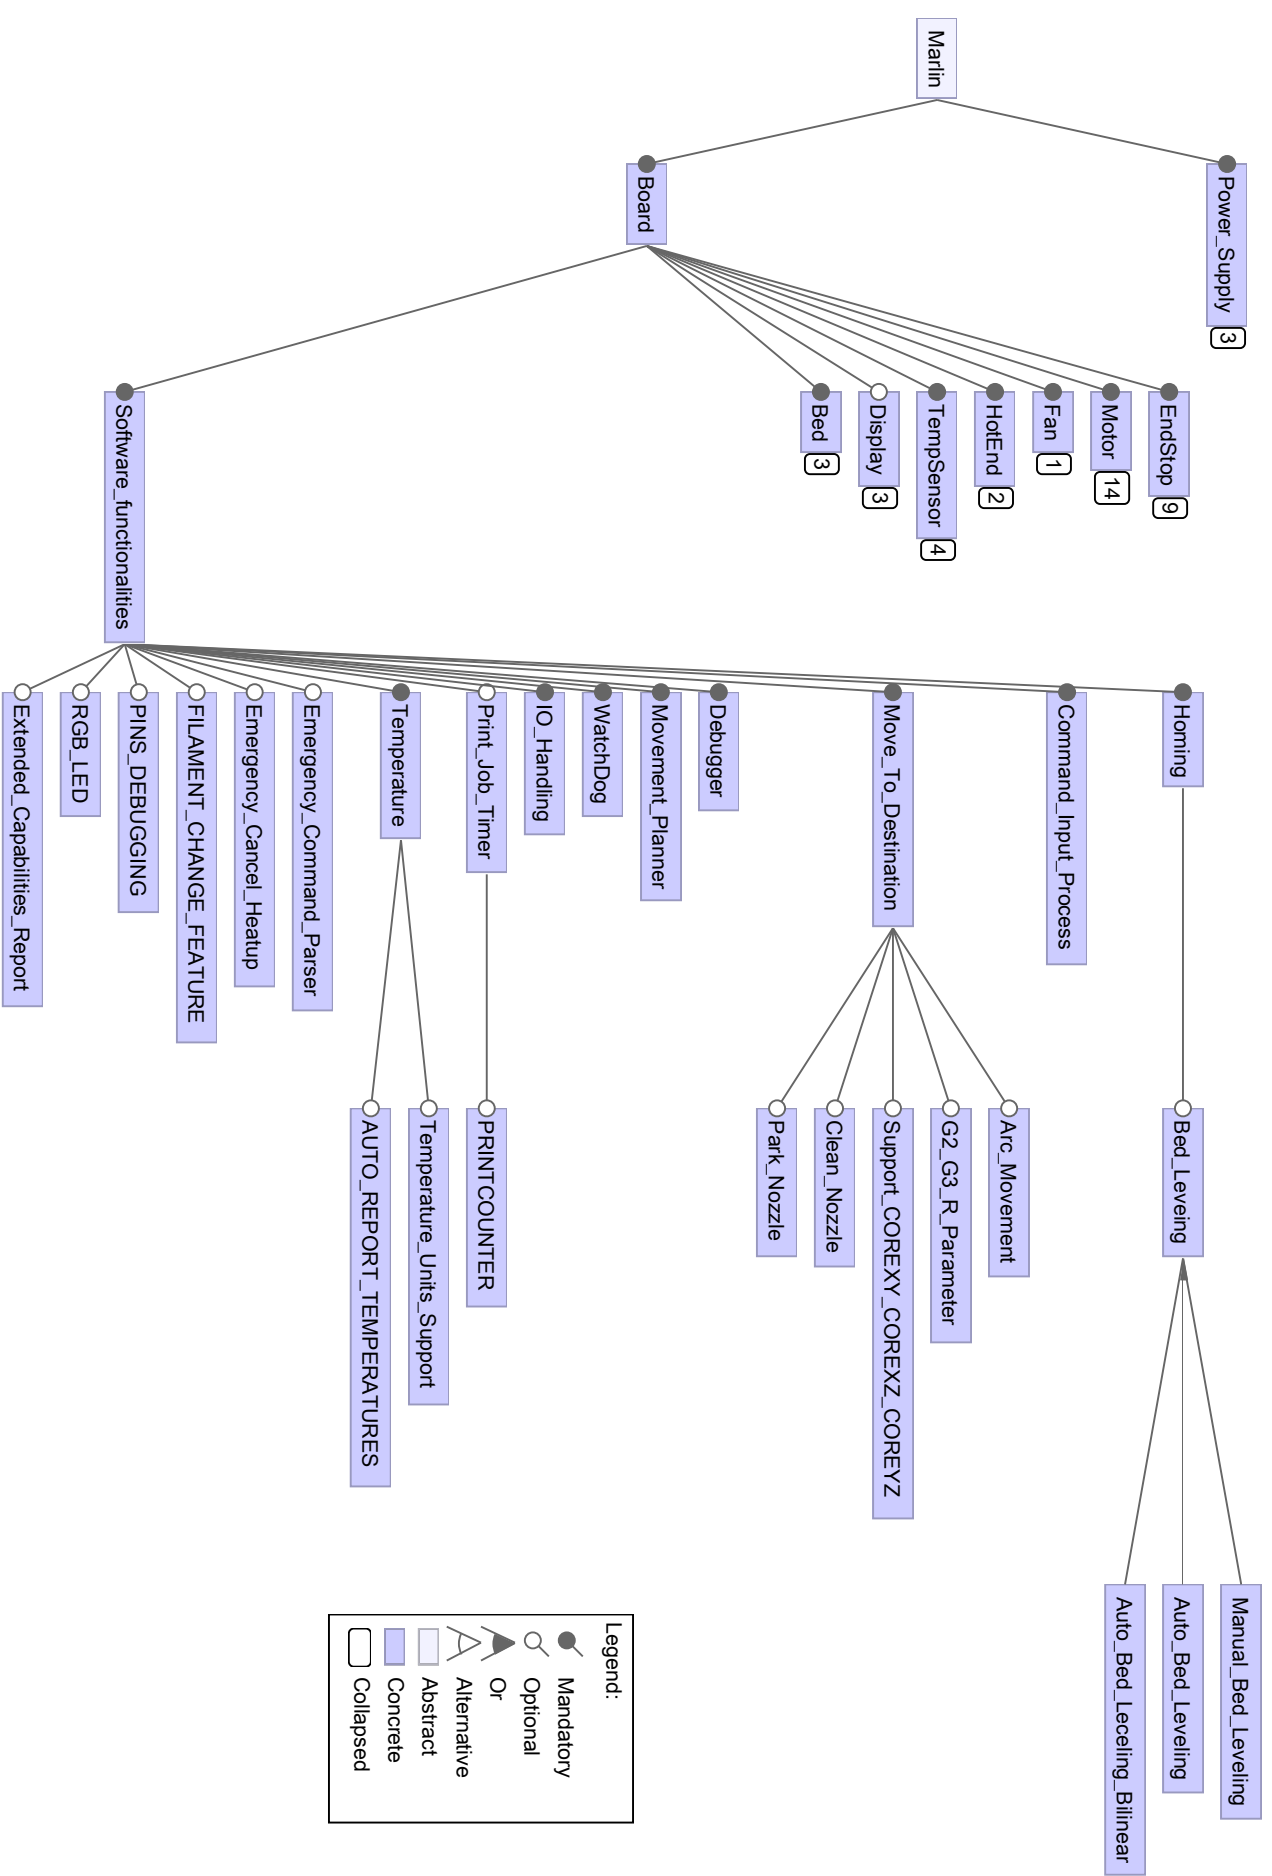 Marlin
Power_Supply
3
Board
EndStop
9
Motor
14
Fan
1
HotEnd
2
TempSensor
4
Display
3
Bed
3
Software_functionalities
Homing
Bed_Leveing
Manual_Bed_Leveling
Auto_Bed_Leveling
Auto_Bed_Leceling_Bilinear
Command_Input_Process
Move_To_Destination
Arc_Movement
G2_G3_R_Parameter
Support_COREXY_COREXZ_COREYZ
Clean_Nozzle
Park_Nozzle
Debugger
Movement_Planner
WatchDog
IO_Handling
Print_Job_Timer
PRINTCOUNTER
Temperature
Temperature_Units_Support
AUTO_REPORT_TEMPERATURES
Emergency_Command_Parser
Emergency_Cancel_Heatup
FILAMENT_CHANGE_FEATURE
PINS_DEBUGGING
RGB_LED
Extended_Capabilities_Report
Legend:
Mandatory
Optional
Or
Alternative
Abstract
Concrete
Collapsed